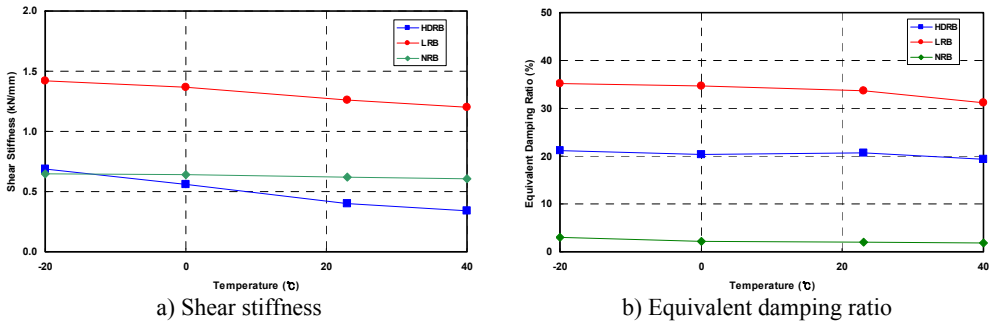 2.0
1.5
1.0
0.5
0.0
Shear Stiffness (kN/mm)
HDRB
LRB
NRB
-20 0 20 40
Temperature (℃)
a) Shear stiffness
50
40
30
20
10
0
Equivalent Damping Ratio (%)
HDRB
LRB
NRB
-20 0 20 40
Temperature (℃)
b) Equivalent damping ratio